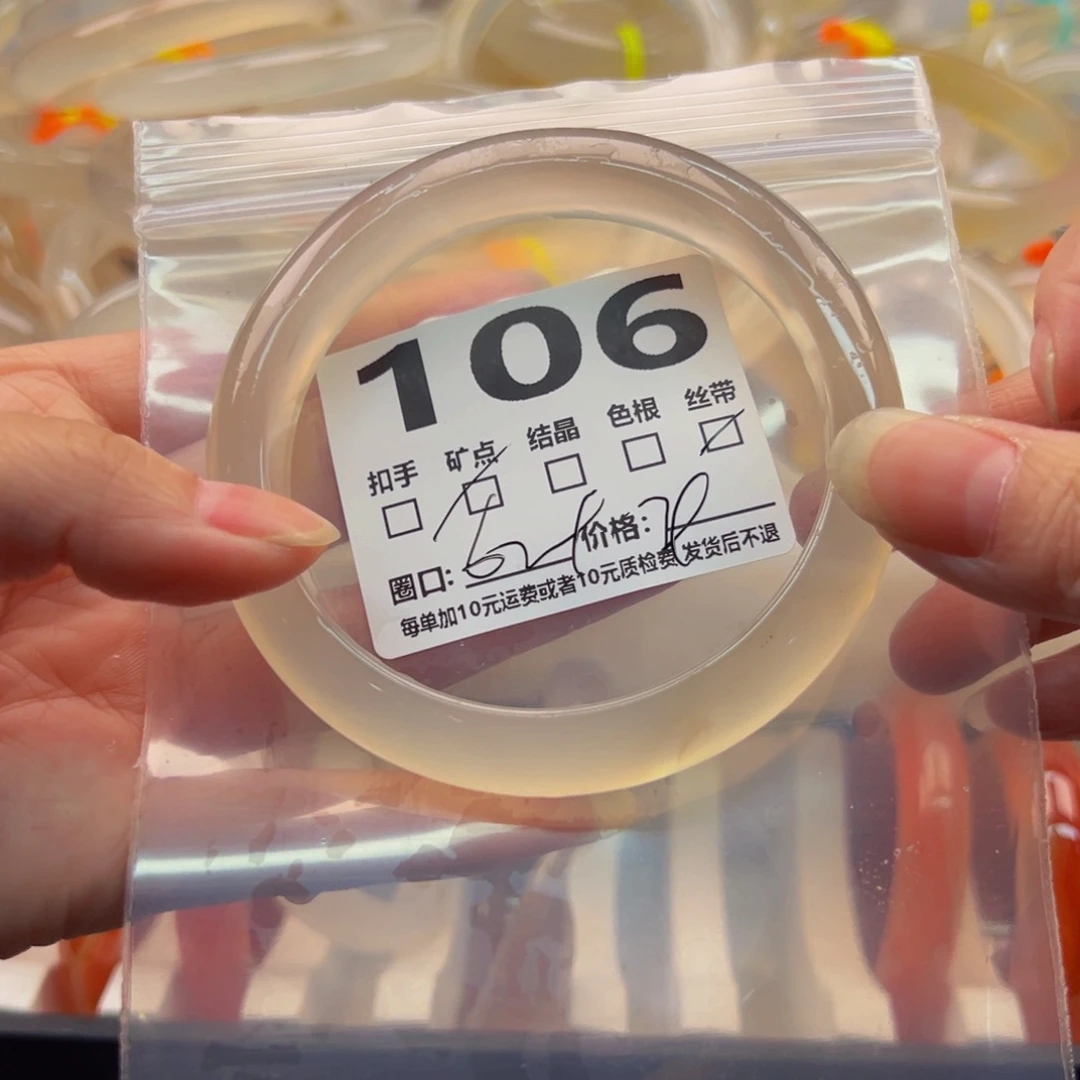 106
扣手 矿点 结晶 色根 丝带
圈口: 价格:
每单加10元运费或者10元质检费,发货后不退